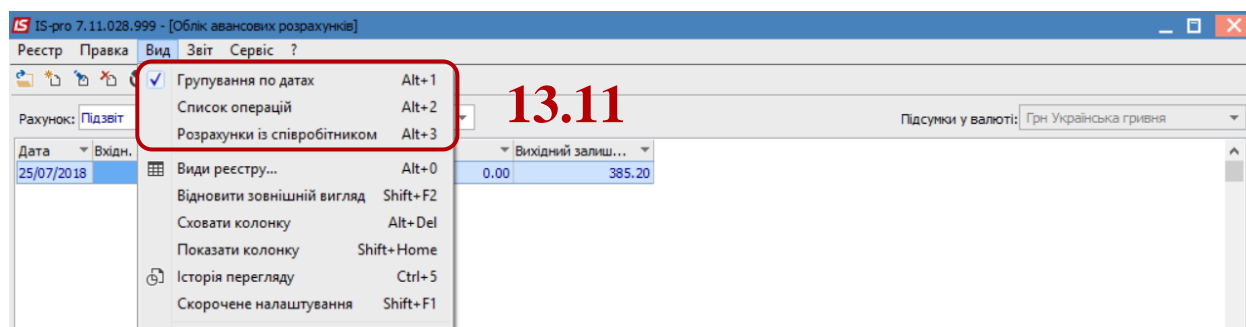 IS-pro 7.11.028.999 - [Облік авансових розрахунків]
Реєстр Правка Вид Звіт Сервіс ?
Групування по датах Alt+1
Список операцій Alt+2
Розрахунки із співробітником Alt+3
13.11
Рахунок: Підзвіт
Підсумки у валюті: Грн Українська гривня
Дата Вхідн. Вихідний залиш...
25/07/2018 0.00 385.20
Види реєстру... Alt+0
Відновити зовнішній вигляд Shift+F2
Сховати колонку Alt+Del
Показати колонку Shift+Home
Історія перегляду Ctrl+5
Скорочене налаштування Shift+F1